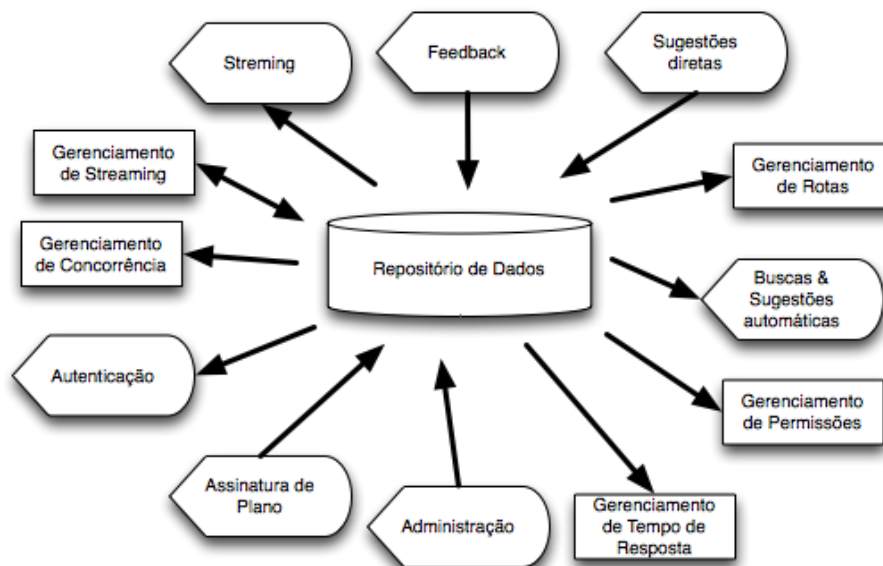 Streming
Feedback
Sugestões
diretas
Gerenciamento
de Streaming
Gerenciamento
de Rotas
Gerenciamento
de Concorrência
Repositório de Dados
Buscas &
Sugestões
automáticas
Autenticação
Gerenciamento
de Permissões
Assinatura de
Plano
Administração
Gerenciamento
de Tempo de
Resposta